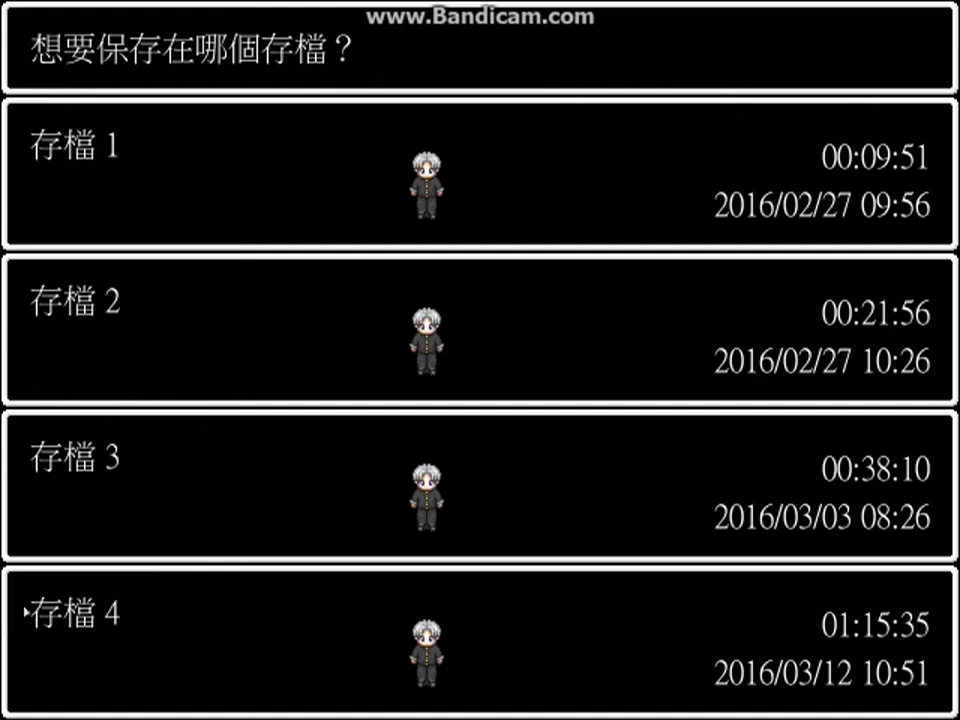 www.Bandicam.com
想要保存在哪個存檔？
存檔 1
00:09:51
2016/02/27 09:56
存檔 2
00:21:56
2016/02/27 10:26
存檔 3
00:38:10
2016/03/03 08:26
存檔 4
01:15:35
2016/03/12 10:51